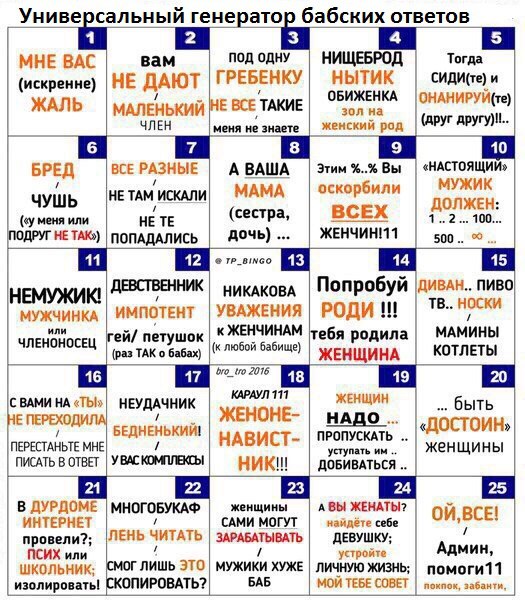 Универсальный генератор бабских ответов
1
МНЕ ВАС
(искренне)
ЖАЛЬ
2
вам
НЕ ДАЮТ
/
МАЛЕНЬКИЙ
ЧЛЕН
3
ПОД ОДНУ
ГРЕБЕНКУ
/
НЕ ВСЕ ТАКИЕ
/
меня не знаете
4
НИЩЕБРОД
НЫТИК
ОБИЖЕНКА
зол на
женский род
5
Тогда
СИДИ(те) и
ОНАНИРУЙ(те)
(друг другу)!!..
6
БРЕД
/
ЧУШЬ
(«у меня или
ПОДРУГ НЕ ТАК»)
7
ВСЕ РАЗНЫЕ
/
НЕ ТАМ ИСКАЛИ
/
НЕ ТЕ
ПОПАДАЛИСЬ
8
А ВАША
МАМА
(сестра,
дочь) ...
9
Этим %..% Вы
оскорбили
ВСЕХ
ЖЕНЧИН!11
10
«НАСТОЯЩИЙ»
МУЖИК
ДОЛЖЕН:
1 .. 2 ... 100...
500 .. ∞ ...
11
НЕМУЖИК!
МУЖЧИНКА
или
ЧЛЕНОНОСЕЦ
12
ДЕВСТВЕННИК
/
ИМПОТЕНТ
/
гей/ петушок
(раз ТАК о бабах)
@ TP_BINGO
13
НИКАКОВА
УВАЖЕНИЯ
к ЖЕНЧИНАМ
(к любой бабище)
14
Попробуй
РОДИ !!!
тебя родила
ЖЕНЩИНА
15
ДИВАН.. ПИВО
ТВ.. НОСКИ
/
МАМИНЫ
КОТЛЕТЫ
16
С ВАМИ НА «ТЫ»
НЕ ПЕРЕХОДИЛА
/
ПЕРЕСТАНЬТЕ МНЕ
ПИСАТЬ В ОТВЕТ
17
НЕУДАЧНИК
/
БЕДНЕНЬКИЙ!
/
У ВАС КОМПЛЕКСЫ
bro_tro 2016
18
КАРАУЛ 111
ЖЕНОНЕ-
НАВИСТ-
НИК!!!
19
ЖЕНЩИН
НАДО ...
ПРОПУСКАТЬ ..
уступать им ..
ДОБИВАТЬСЯ ..
20
... быть
«ДОСТОИН»
женщины
21
В ДУРДОМЕ
ИНТЕРНЕТ
провели?;
ПСИХ или
ШКОЛЬНИК;
изолировать!
22
МНОГОБУКАФ
/
ЛЕНЬ ЧИТАТЬ
/
СМОГ ЛИШЬ ЭТО
СКОПИРОВАТЬ?
23
женщины
САМИ МОГУТ
ЗАРАБАТЫВАТЬ
/
МУЖИКИ ХУЖЕ
БАБ
24
А ВЫ ЖЕНАТЫ?
найдёте себе
ДЕВУШКУ;
устройте
ЛИЧНУЮ ЖИЗНЬ;
МОЙ ТЕБЕ СОВЕТ
25
ОЙ,ВСЕ!
/
Админ,
помоги11
покпок, забанти,